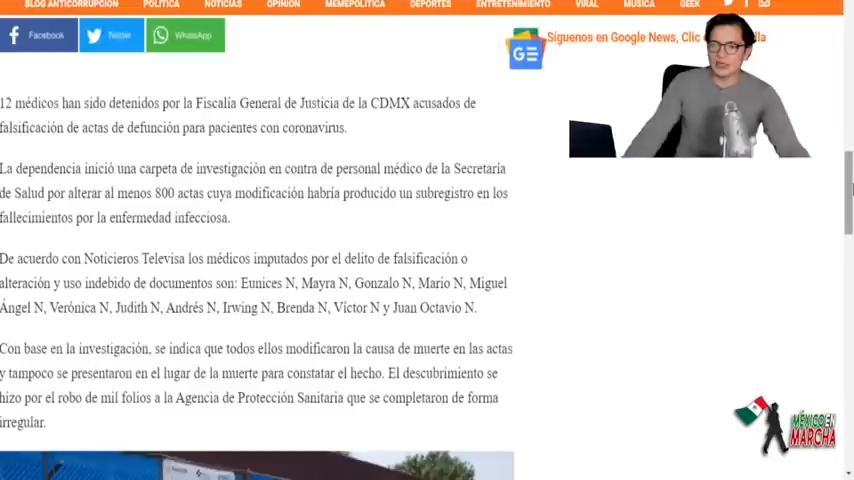 BLOG ANTICORRUPCIÓN POLÍTICA NOTICIAS OPINIÓN MEMEPOLÍTICA DEPORTES ENTRETENIMIENTO VIRAL MÚSICA GEEK
Facebook Twitter WhatsApp
GE Síguenos en Google News, Clic
12 médicos han sido detenidos por la Fiscalía General de Justicia de la CDMX acusados de
falsificación de actas de defunción para pacientes con coronavirus.
La dependencia inició una carpeta de investigación en contra de personal médico de la Secretaría
de Salud por alterar al menos 800 actas cuya modificación habría producido un subregistro en los
fallecimientos por la enfermedad infecciosa.
De acuerdo con Noticieros Televisa los médicos imputados por el delito de falsificación o
alteración y uso indebido de documentos son: Eunices N, Mayra N, Gonzalo N, Mario N, Miguel
Ángel N, Verónica N, Judith N, Andrés N, Irwing N, Brenda N, Víctor N y Juan Octavio N.
Con base en la investigación, se indica que todos ellos modificaron la causa de muerte en las actas
y tampoco se presentaron en el lugar de la muerte para constatar el hecho. El descubrimiento se
hizo por el robo de mil folios a la Agencia de Protección Sanitaria que se completaron de forma
irregular.
MÉXICO EN
MARCHA